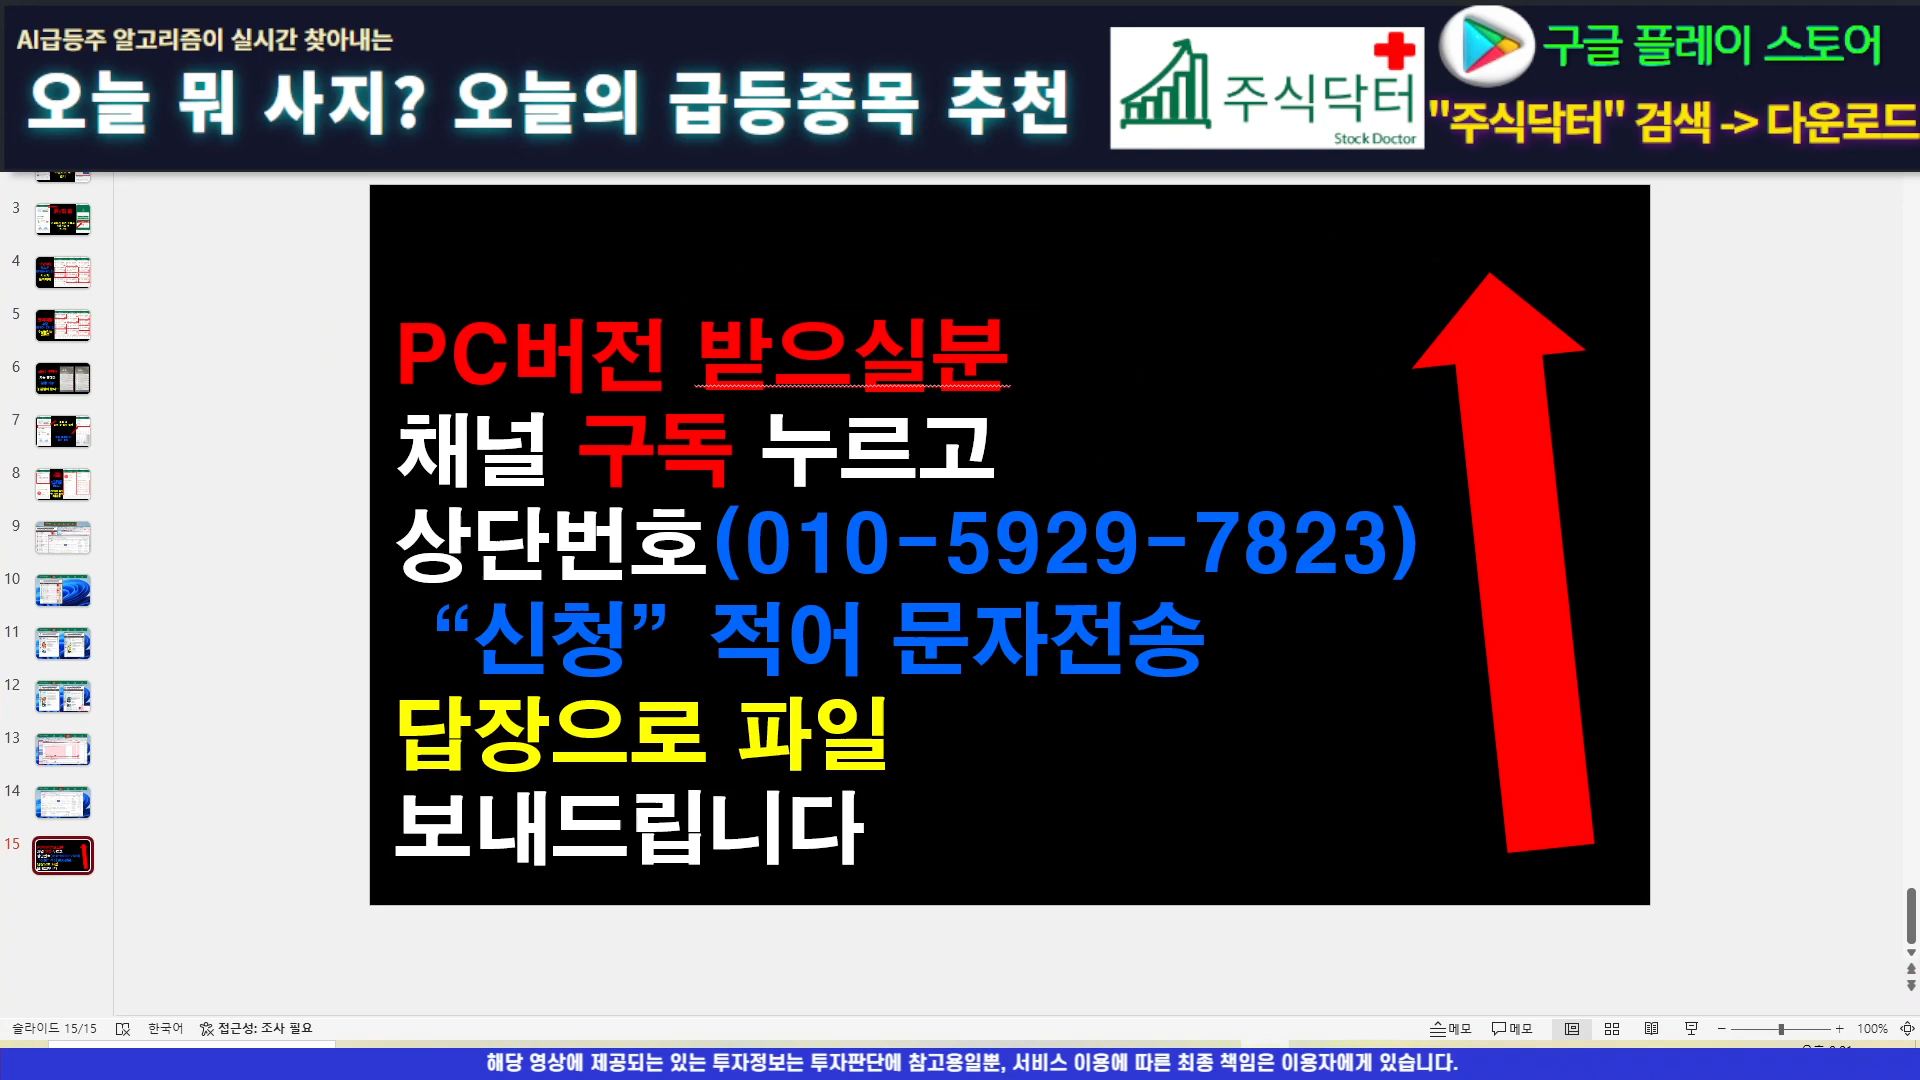 AI급등주 알고리즘이 실시간 찾아내는
오늘 뭐 사지? 오늘의 급등종목 추천
주식닥터
Stock Doctor
구글 플레이 스토어
"주식닥터" 검색 -> 다운로드
3
4
5
6
7
8
9
10
11
12
13
14
15
PC버전 받으실분
채널 구독 누르고
상단번호(010-5929-7823)
“신청” 적어 문자전송
답장으로 파일
보내드립니다
슬라이드 15/15 한국어 접근성: 조사 필요 메모 메모 100%
해당 영상에 제공되는 있는 투자정보는 투자판단에 참고용일뿐, 서비스 이용에 따른 최종 책임은 이용자에게 있습니다.